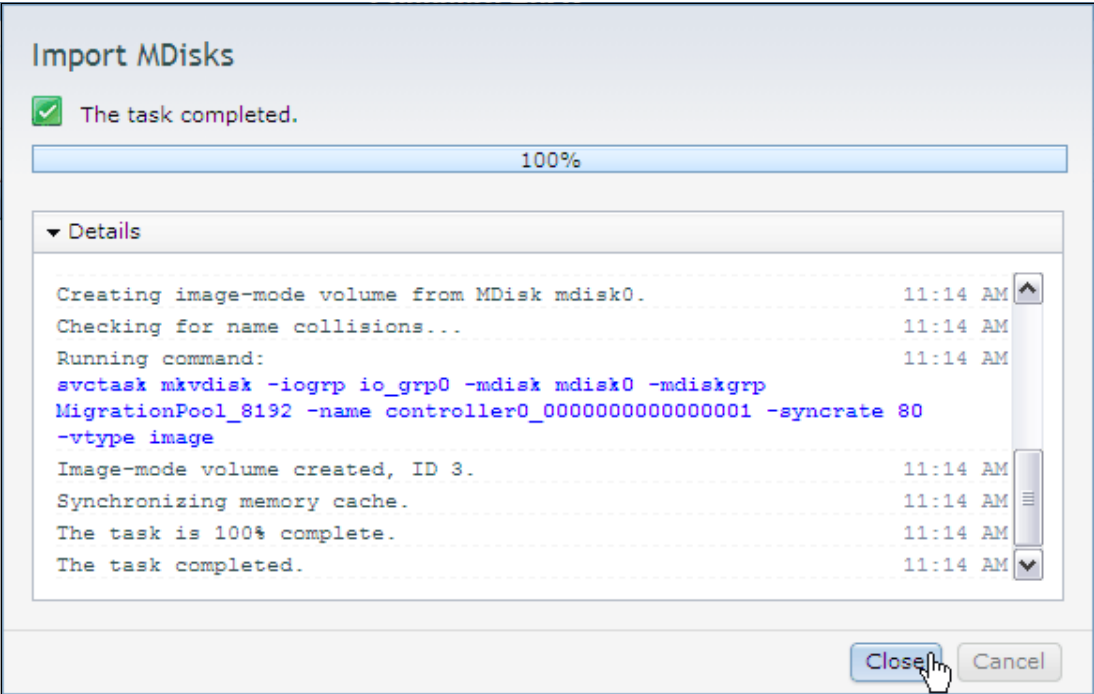 Import MDisks
The task completed.
100%
Details
Creating image-mode volume from MDisk mdisk0. 11:14 AM
Checking for name collisions... 11:14 AM
Running command: 11:14 AM
svctask mkvdisk -iogrp io_grp0 -mdisk mdisk0 -mdiskgrp
MigrationPool_8192 -name controller0_0000000000000001 -syncrate 80
-vtype image
Image-mode volume created, ID 3. 11:14 AM
Synchronizing memory cache. 11:14 AM
The task is 100% complete. 11:14 AM
The task completed. 11:14 AM
Close Cancel